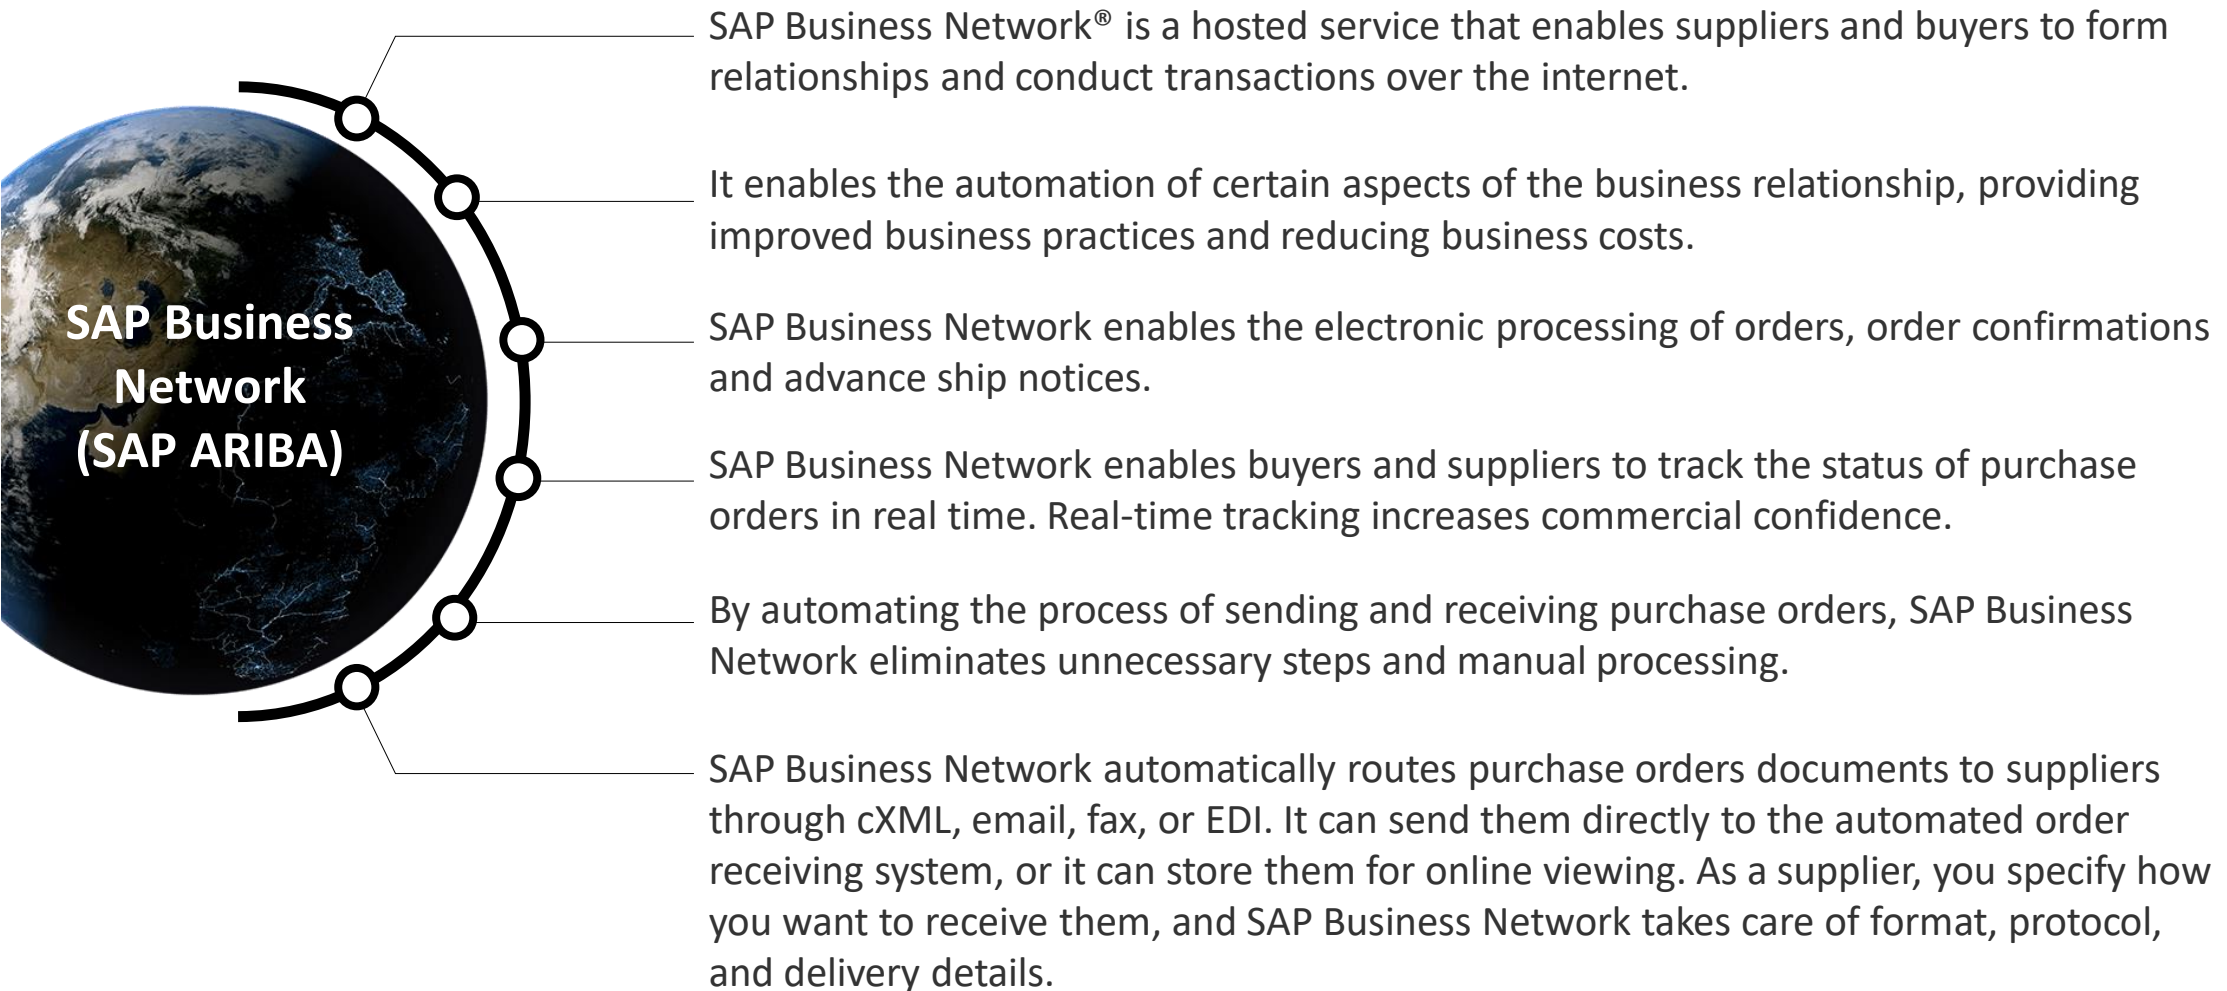 SAP Business Network® is a hosted service that enables suppliers and buyers to form
relationships and conduct transactions over the internet.
It enables the automation of certain aspects of the business relationship, providing
improved business practices and reducing business costs.
SAP Business
Network
(SAP ARIBA)
SAP Business Network enables the electronic processing of orders, order confirmations
and advance ship notices.
SAP Business Network enables buyers and suppliers to track the status of purchase
orders in real time. Real-time tracking increases commercial confidence.
By automating the process of sending and receiving purchase orders, SAP Business
Network eliminates unnecessary steps and manual processing.
SAP Business Network automatically routes purchase orders documents to suppliers
through cXML, email, fax, or EDI. It can send them directly to the automated order
receiving system, or it can store them for online viewing. As a supplier, you specify how
you want to receive them, and SAP Business Network takes care of format, protocol,
and delivery details.